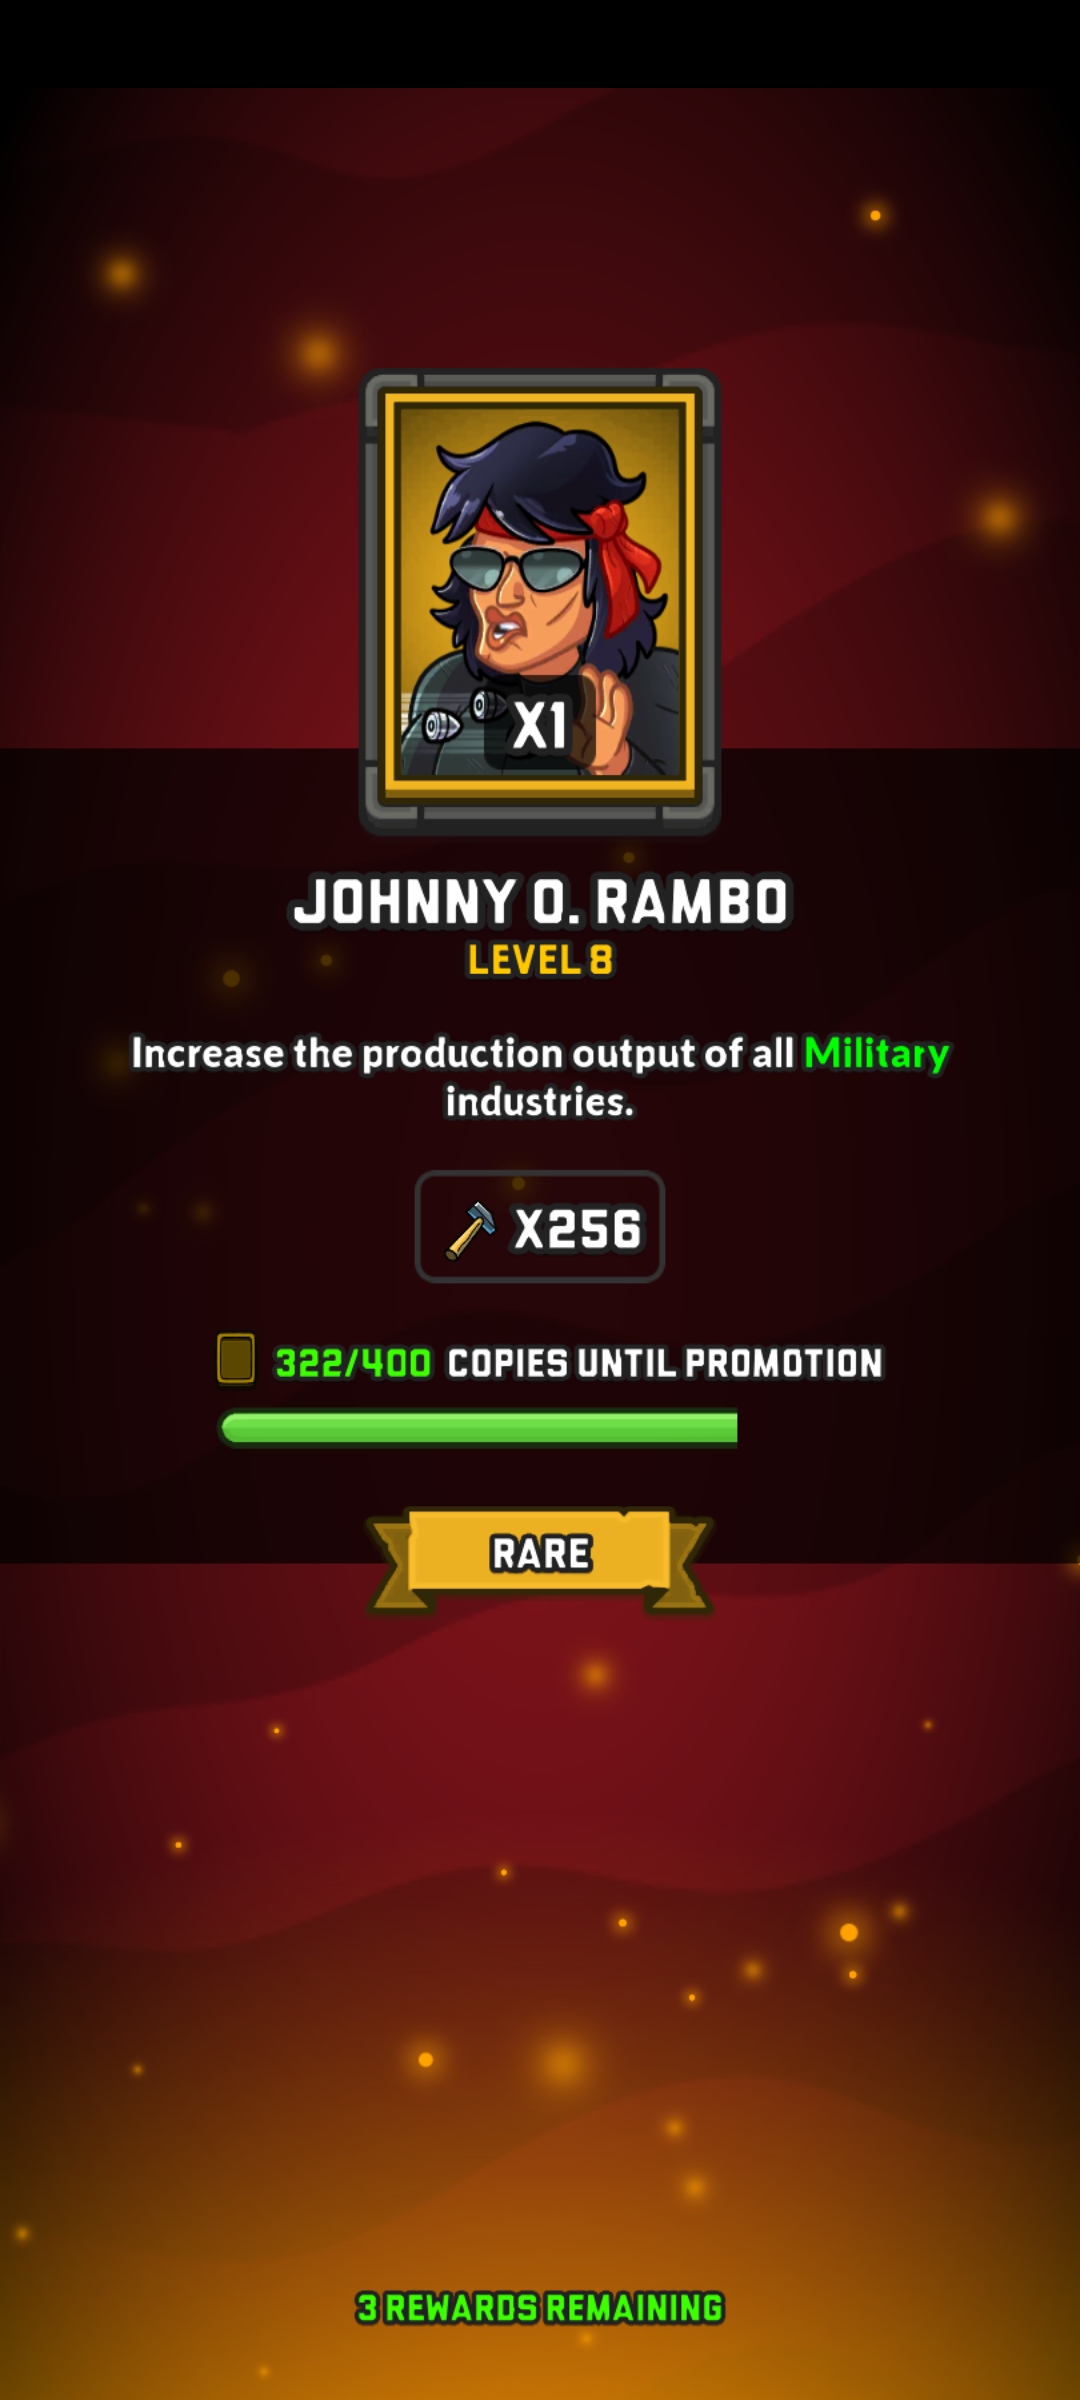 X1
JOHNNY O. RAMBO
LEVEL 8
Increase the production output of all Military
industries.
X256
322/400 COPIES UNTIL PROMOTION
RARE
3 REWARDS REMAINING